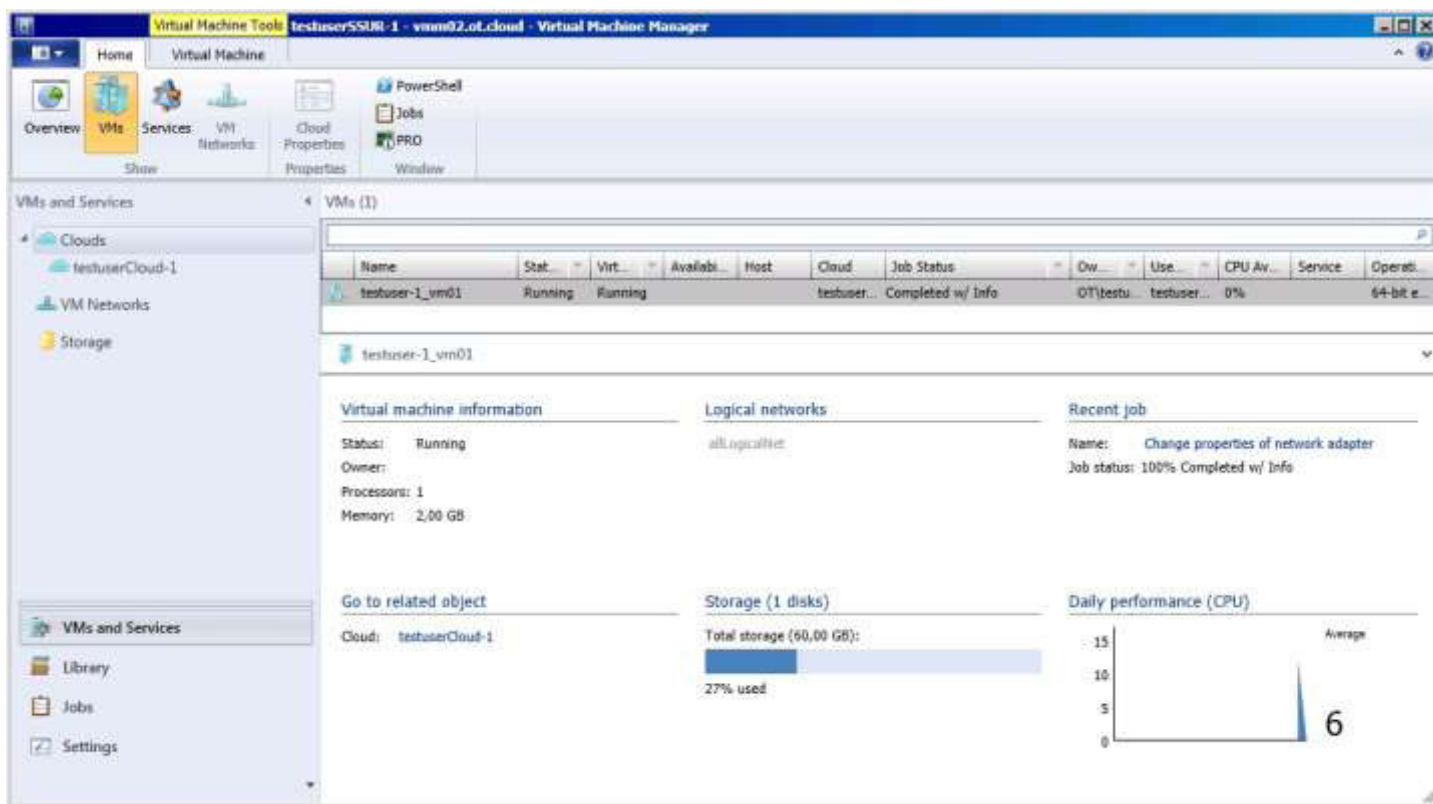 Virtual Machine Tools testuserSSUR-1 - vmm02.ot.cloud - Virtual Machine Manager
Home Virtual Machine
Overview VMs Services VM Networks Cloud Properties PowerShell
Jobs
PRO
Show Properties Window
VMs and Services VMs (1)
Clouds
testuserCloud-1
VM Networks
Storage
Name Stat... Virt... Availabi... Host Cloud Job Status Ow... Use... CPU Av... Service Operati...
testuser-1_vm01 Running Running testuser... Completed w/ Info OT\testu... testuser... 0% 64-bit e...
testuser-1_vm01
Virtual machine information
Status: Running
Owner:
Processors: 1
Memory: 2,00 GB
Logical networks
allLogicalNet
Recent job
Name: Change properties of network adapter
Job status: 100% Completed w/ Info
Go to related object
Cloud: testuserCloud-1
Storage (1 disks)
Total storage (60,00 GB):
27% used
Daily performance (CPU)
Average
15
10
5
0
6
VMs and Services
Library
Jobs
Settings